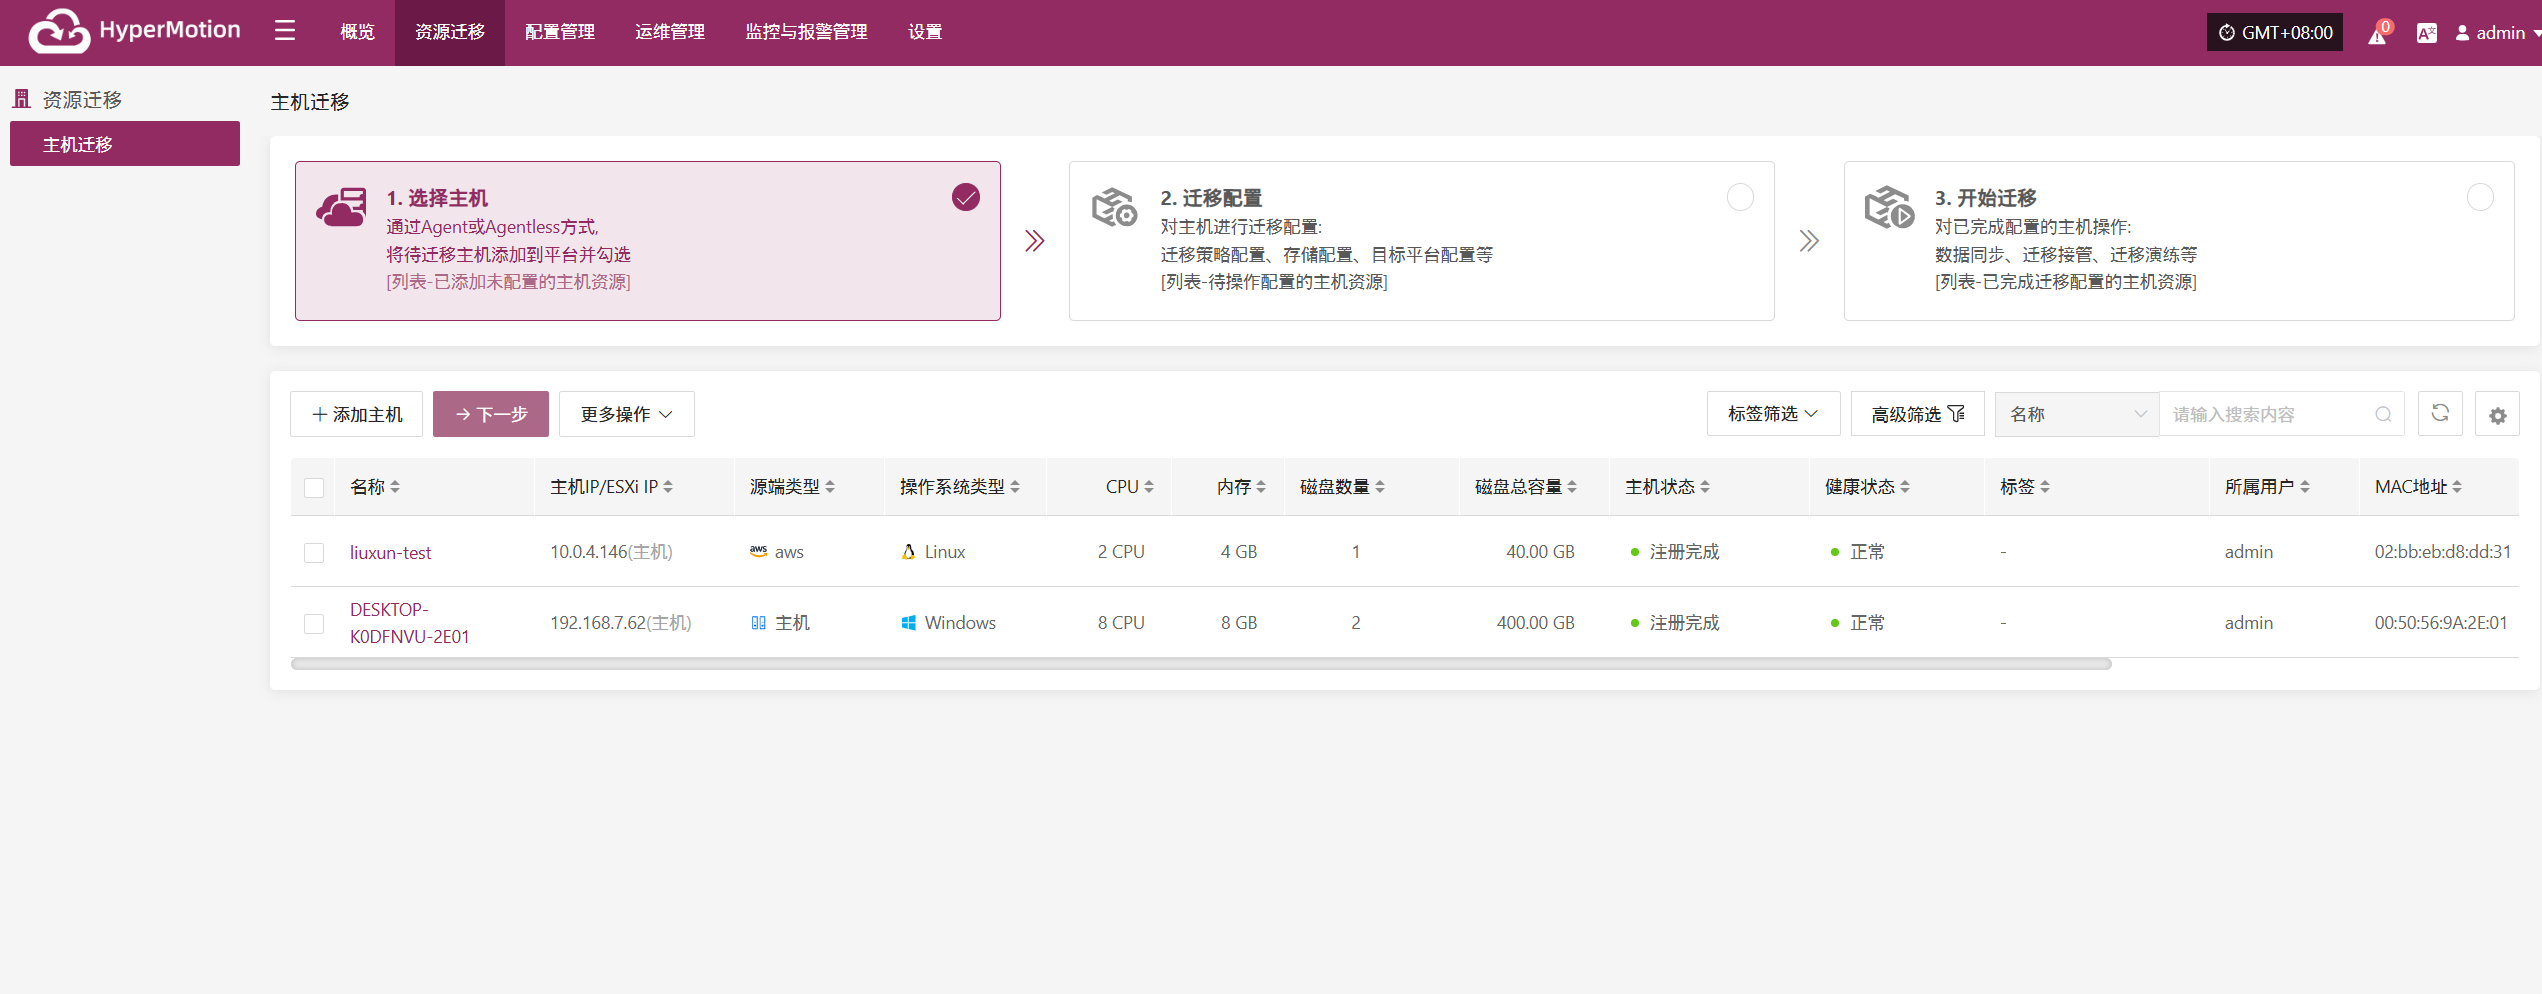 HyperMotion
概览
资源迁移
配置管理
运维管理
监控与报警管理
设置
GMT+08:00
0
admin
资源迁移
主机迁移
主机迁移
1. 选择主机
通过Agent或Agentless方式,
将待迁移主机添加到平台并勾选
[列表-已添加未配置的主机资源]
2. 迁移配置
对主机进行迁移配置:
迁移策略配置、存储配置、目标平台配置等
[列表-待操作配置的主机资源]
3. 开始迁移
对已完成配置的主机操作:
数据同步、迁移接管、迁移演练等
[列表-已完成迁移配置的主机资源]
添加主机
下一步
更多操作
标签筛选
高级筛选
名称
请输入搜索内容
名称 主机IP/ESXi IP 源端类型 操作系统类型 CPU 内存 磁盘数量 磁盘总容量 主机状态 健康状态 标签 所属用户 MAC地址
liuxun-test 10.0.4.146(主机) aws aws Linux 2 CPU 4 GB 1 40.00 GB 注册完成 正常 - admin 02:bb:eb:d8:dd:31
DESKTOP-
K0DFNVU-2E01 192.168.7.62(主机) 主机 Windows 8 CPU 8 GB 2 400.00 GB 注册完成 正常 - admin 00:50:56:9A:2E:01